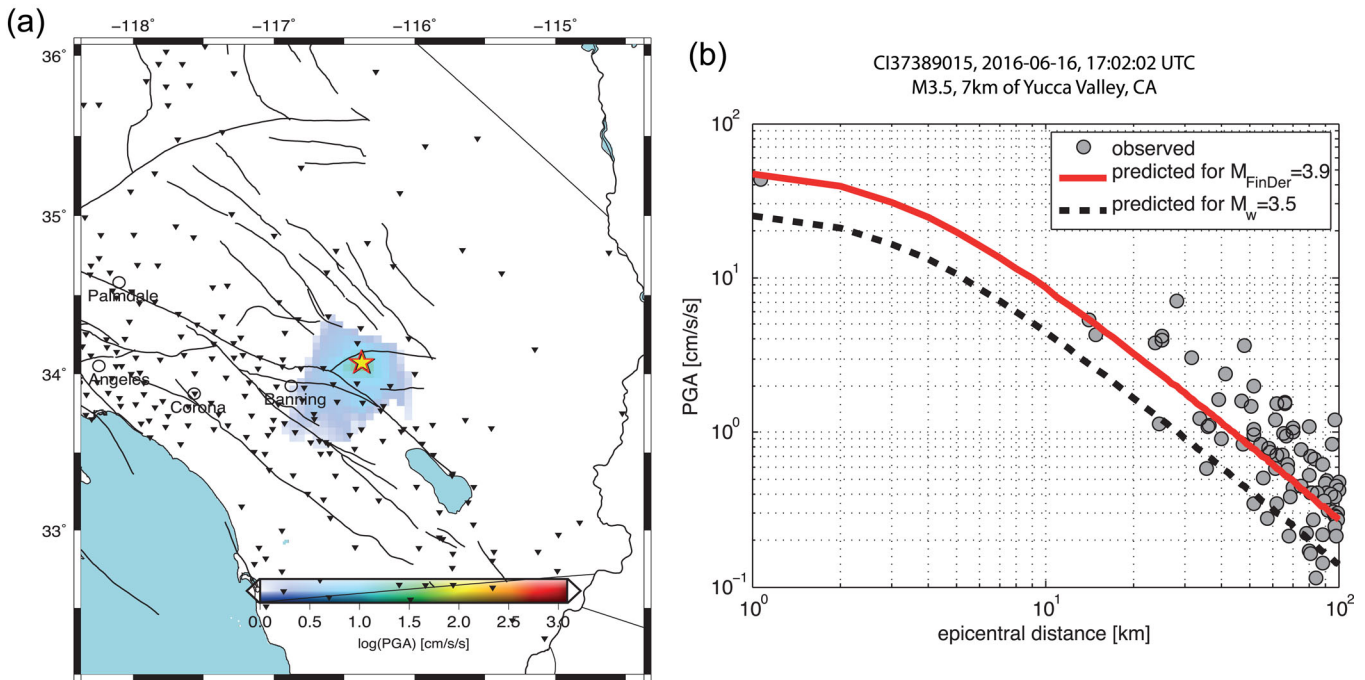 (a)
-118° -117° -116° -115°
36°
35°
34°
33°
Palmdale
Angeles
Corona
Banning
0.0 0.5 1.0 1.5 2.0 2.5 3.0
log(PGA) [cm/s/s]
(b)
CI37389015, 2016-06-16, 17:02:02 UTC
M3.5, 7km of Yucca Valley, CA
observed
predicted for M_FinDer=3.9
predicted for M_w=3.5
PGA [cm/s/s]
10^2
10^1
10^0
10^-1
10^0 10^1 10^2
epicentral distance [km]